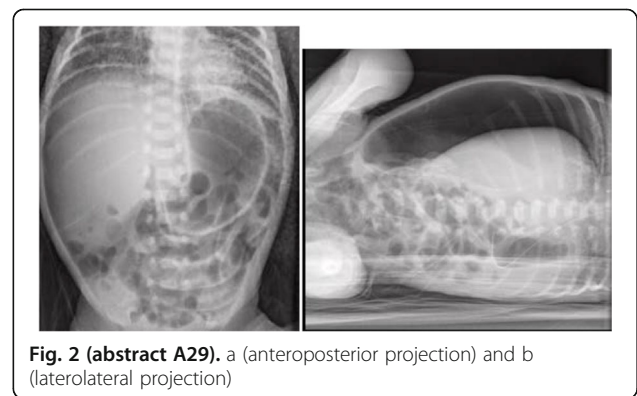 Fig. 2 (abstract A29). a (anteroposterior projection) and b
(laterolateral projection)